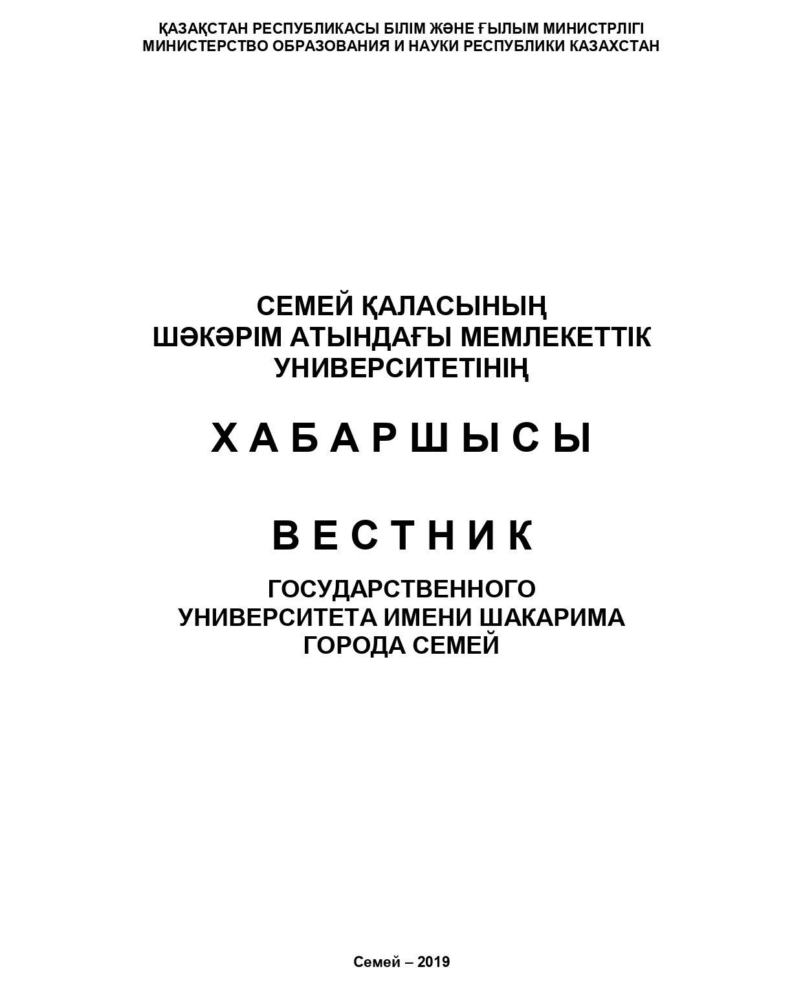 ҚАЗАҚСТАН РЕСПУБЛИКАСЫ БІЛІМ ЖӘНЕ ҒЫЛЫМ МИНИСТРЛІГІ
МИНИСТЕРСТВО ОБРАЗОВАНИЯ И НАУКИ РЕСПУБЛИКИ КАЗАХСТАН
СЕМЕЙ ҚАЛАСЫНЫҢ
ШӘКӘРІМ АТЫНДАҒЫ МЕМЛЕКЕТТІК
УНИВЕРСИТЕТІНІҢ
Х А Б А Р Ш Ы С Ы
В Е С Т Н И К
ГОСУДАРСТВЕННОГО
УНИВЕРСИТЕТА ИМЕНИ ШАКАРИМА
ГОРОДА СЕМЕЙ
Семей – 2019